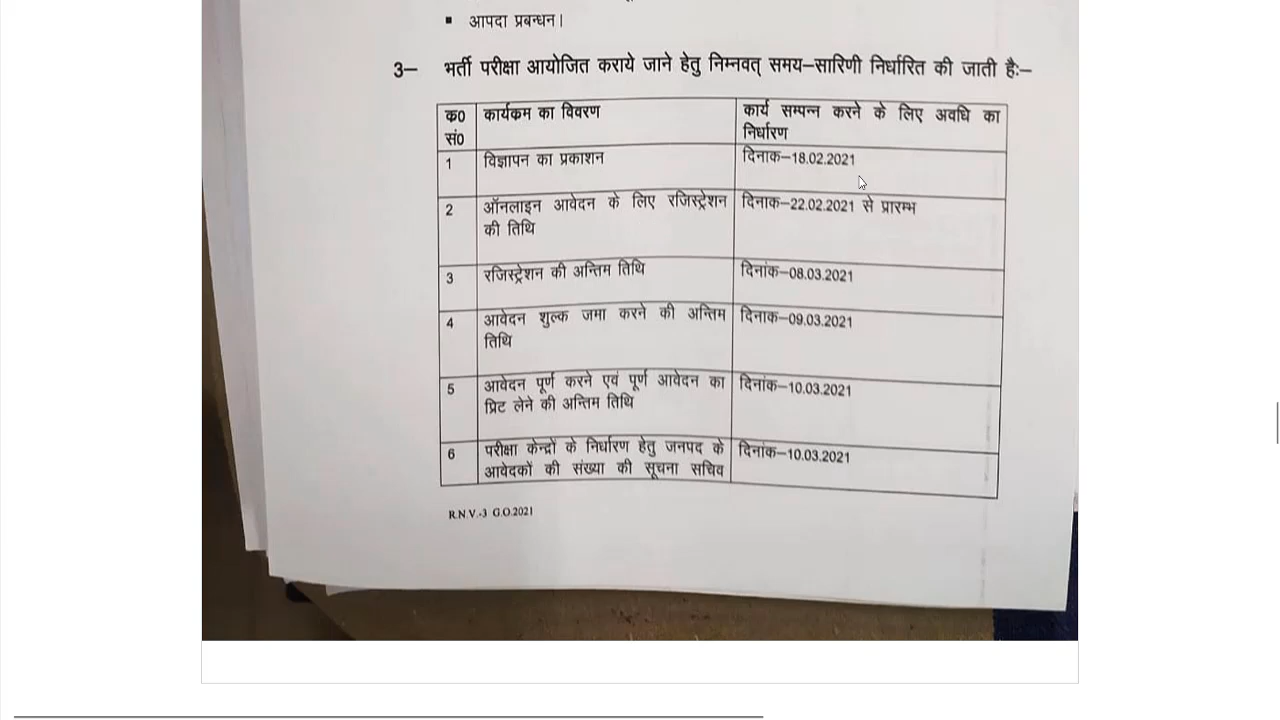 ▪ आपदा प्रबन्धन।
3– भर्ती परीक्षा आयोजित कराये जाने हेतु निम्नवत् समय–सारिणी निर्धारित की जाती हैः–
क्र0 सं0 कार्यक्रम का विवरण कार्य सम्पन्न करने के लिए अवधि का निर्धारण
1 विज्ञापन का प्रकाशन दिनाक–18.02.2021
2 ऑनलाइन आवेदन के लिए रजिस्ट्रेशन दिनाक–22.02.2021 से प्रारम्भ
की तिथि
3 रजिस्ट्रेशन की अन्तिम तिथि दिनांक–08.03.2021
4 आवेदन शुल्क जमा करने की अन्तिम दिनाक–09.03.2021
तिथि
5 आवेदन पूर्ण करने एवं पूर्ण आवेदन का दिनांक–10.03.2021
प्रिट लेने की अन्तिम तिथि
6 परीक्षा केन्द्रों के निर्धारण हेतु जनपद के दिनांक–10.03.2021
आवेदकों की संख्या की सूचना सचिव
R.N.V.-3 G.O.2021